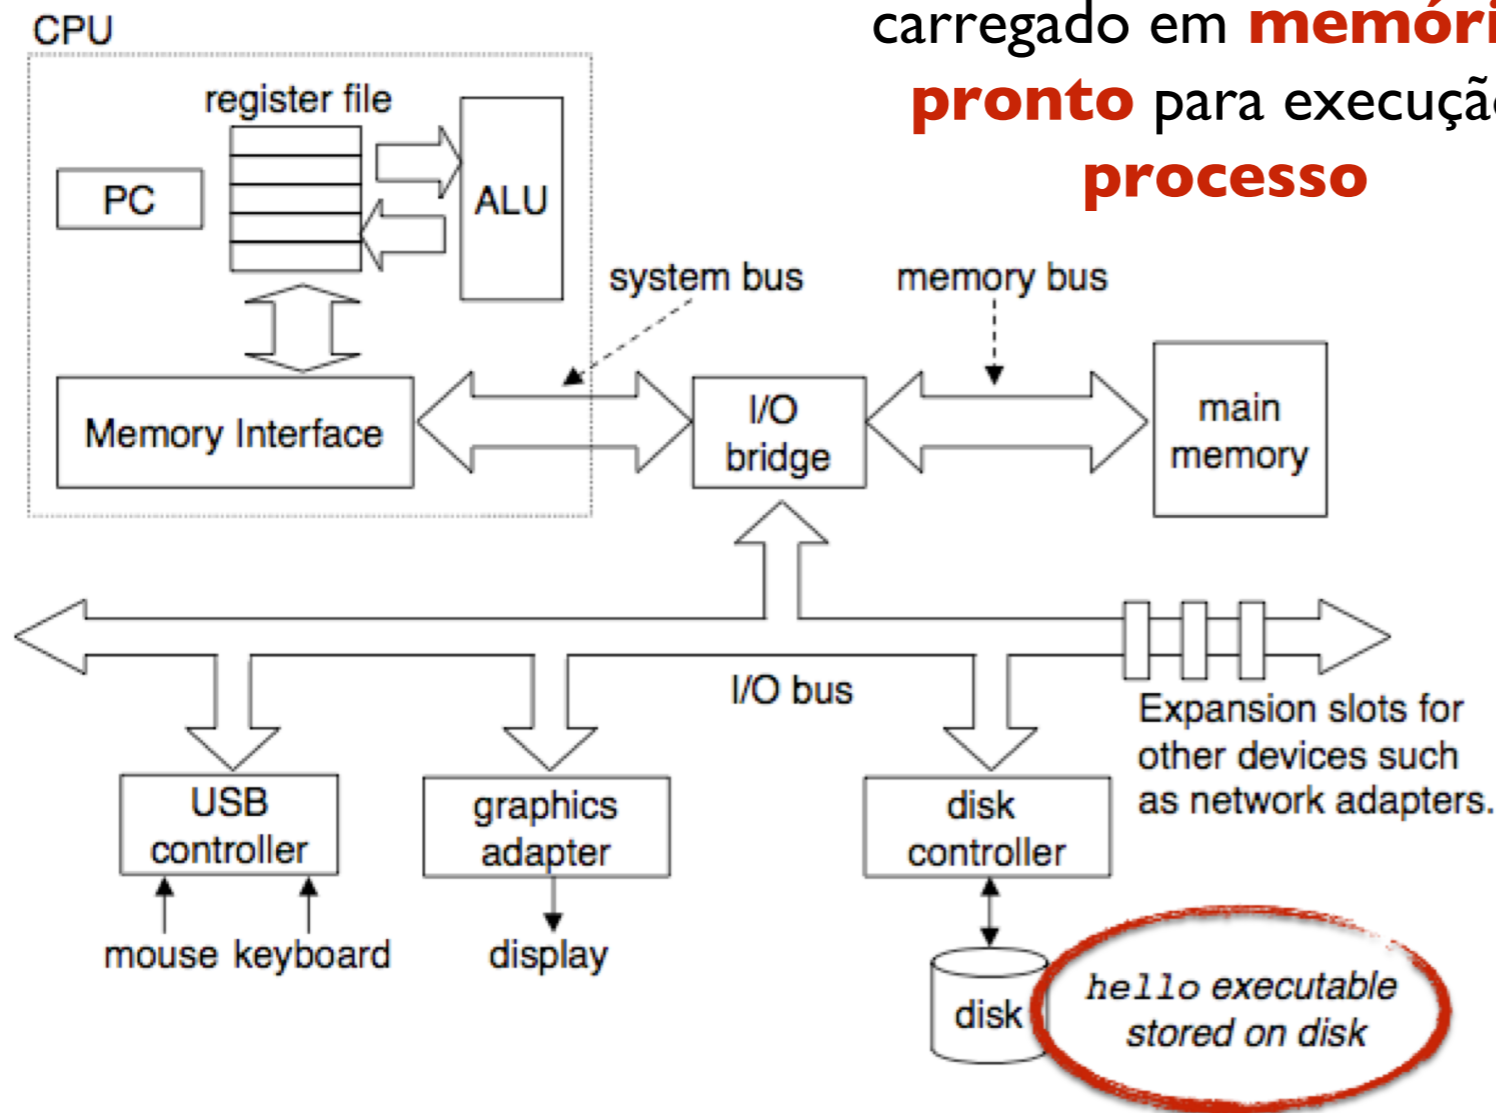 CPU
carregado em memóri
pronto para execução
processo
register file
PC
ALU
system bus
memory bus
Memory Interface
I/O
bridge
main
memory
I/O bus
Expansion slots for
other devices such
as network adapters.
USB
controller
graphics
adapter
disk
controller
mouse keyboard
display
disk
hello executable
stored on disk